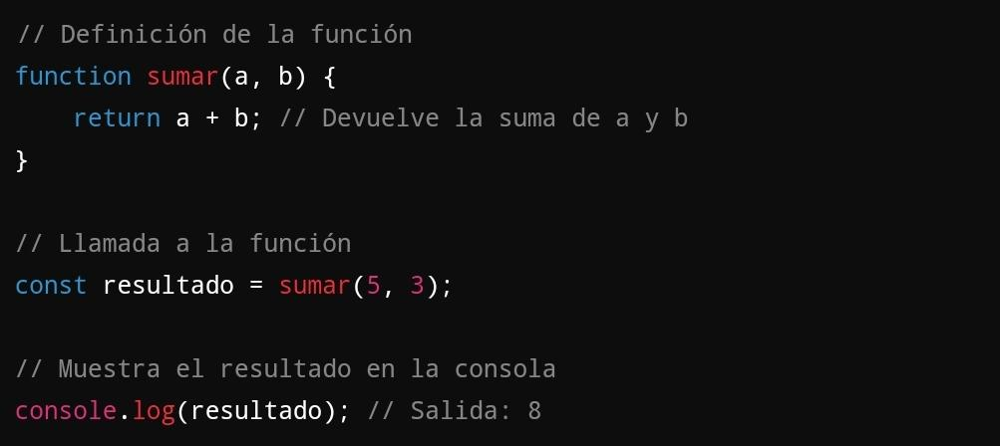 // Definición de la función
function sumar(a, b) {
    return a + b; // Devuelve la suma de a y b
}

// Llamada a la función
const resultado = sumar(5, 3);

// Muestra el resultado en la consola
console.log(resultado); // Salida: 8